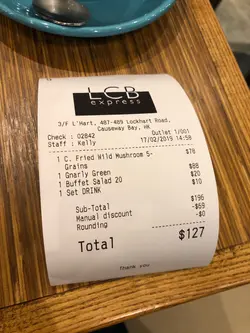 LCB
express
3/F L'Hart, 487-489 Lockhart Road,
Causeway Bay, HK
Outlet 1/001
Check : 02842
17/02/2019 14:58
Staff : Kelly
1 C. Fried Wild Mushroom 5- $78
Grains
1 Gnarly Green $88
1 Buffet Salad 20 $20
1 Set DRINK $10
Sub-Total $196
Manual discount -$69
Rounding -$0
Total $127
Thank you